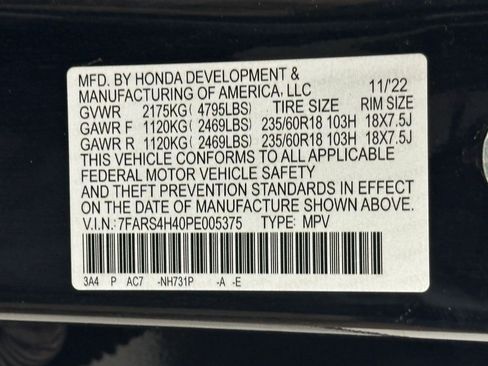 MFD. BY HONDA DEVELOPMENT &
MANUFACTURING OF AMERICA, LLC 11/'22
GVWR 2175KG ( 4795LBS) TIRE SIZE RIM SIZE
GAWR F 1120KG ( 2469LBS) 235/60R18 103H 18X7.5J
GAWR R 1120KG ( 2469LBS) 235/60R18 103H 18X7.5J
THIS VEHICLE CONFORMS TO ALL APPLICABLE
FEDERAL MOTOR VEHICLE SAFETY
AND THEFT PREVENTION STANDARDS IN EFFECT
ON THE DATE OF MANUFACTURE SHOWN ABOVE.
V.I.N.: 7FARS4H40PE005375 TYPE: MPV
3A4 P AC7 -NH731P -A -E